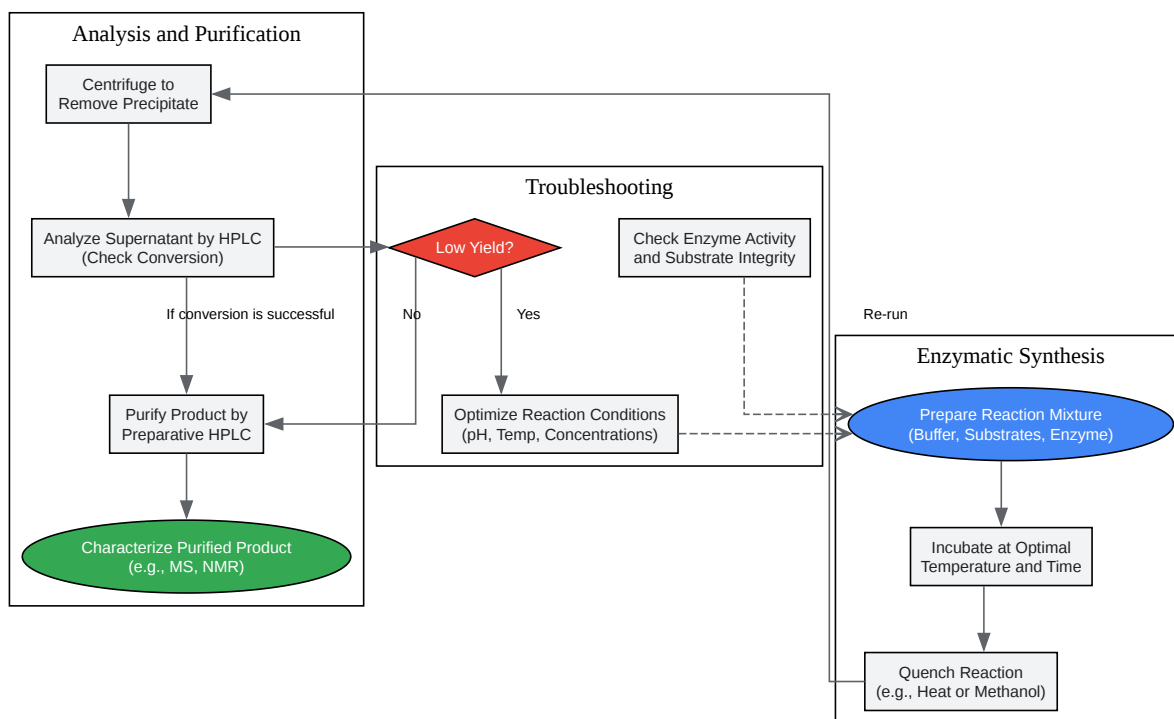 Analysis and Purification
Centrifuge to
Remove Precipitate
Analyze Supernatant by HPLC
(Check Conversion)
If conversion is successful
Purify Product by
Preparative HPLC
Characterize Purified Product
(e.g., MS, NMR)
Troubleshooting
Low Yield?
No
Yes
Check Enzyme Activity
and Substrate Integrity
Optimize Reaction Conditions
(pH, Temp, Concentrations)
Re-run
Enzymatic Synthesis
Prepare Reaction Mixture
(Buffer, Substrates, Enzyme)
Incubate at Optimal
Temperature and Time
Quench Reaction
(e.g., Heat or Methanol)